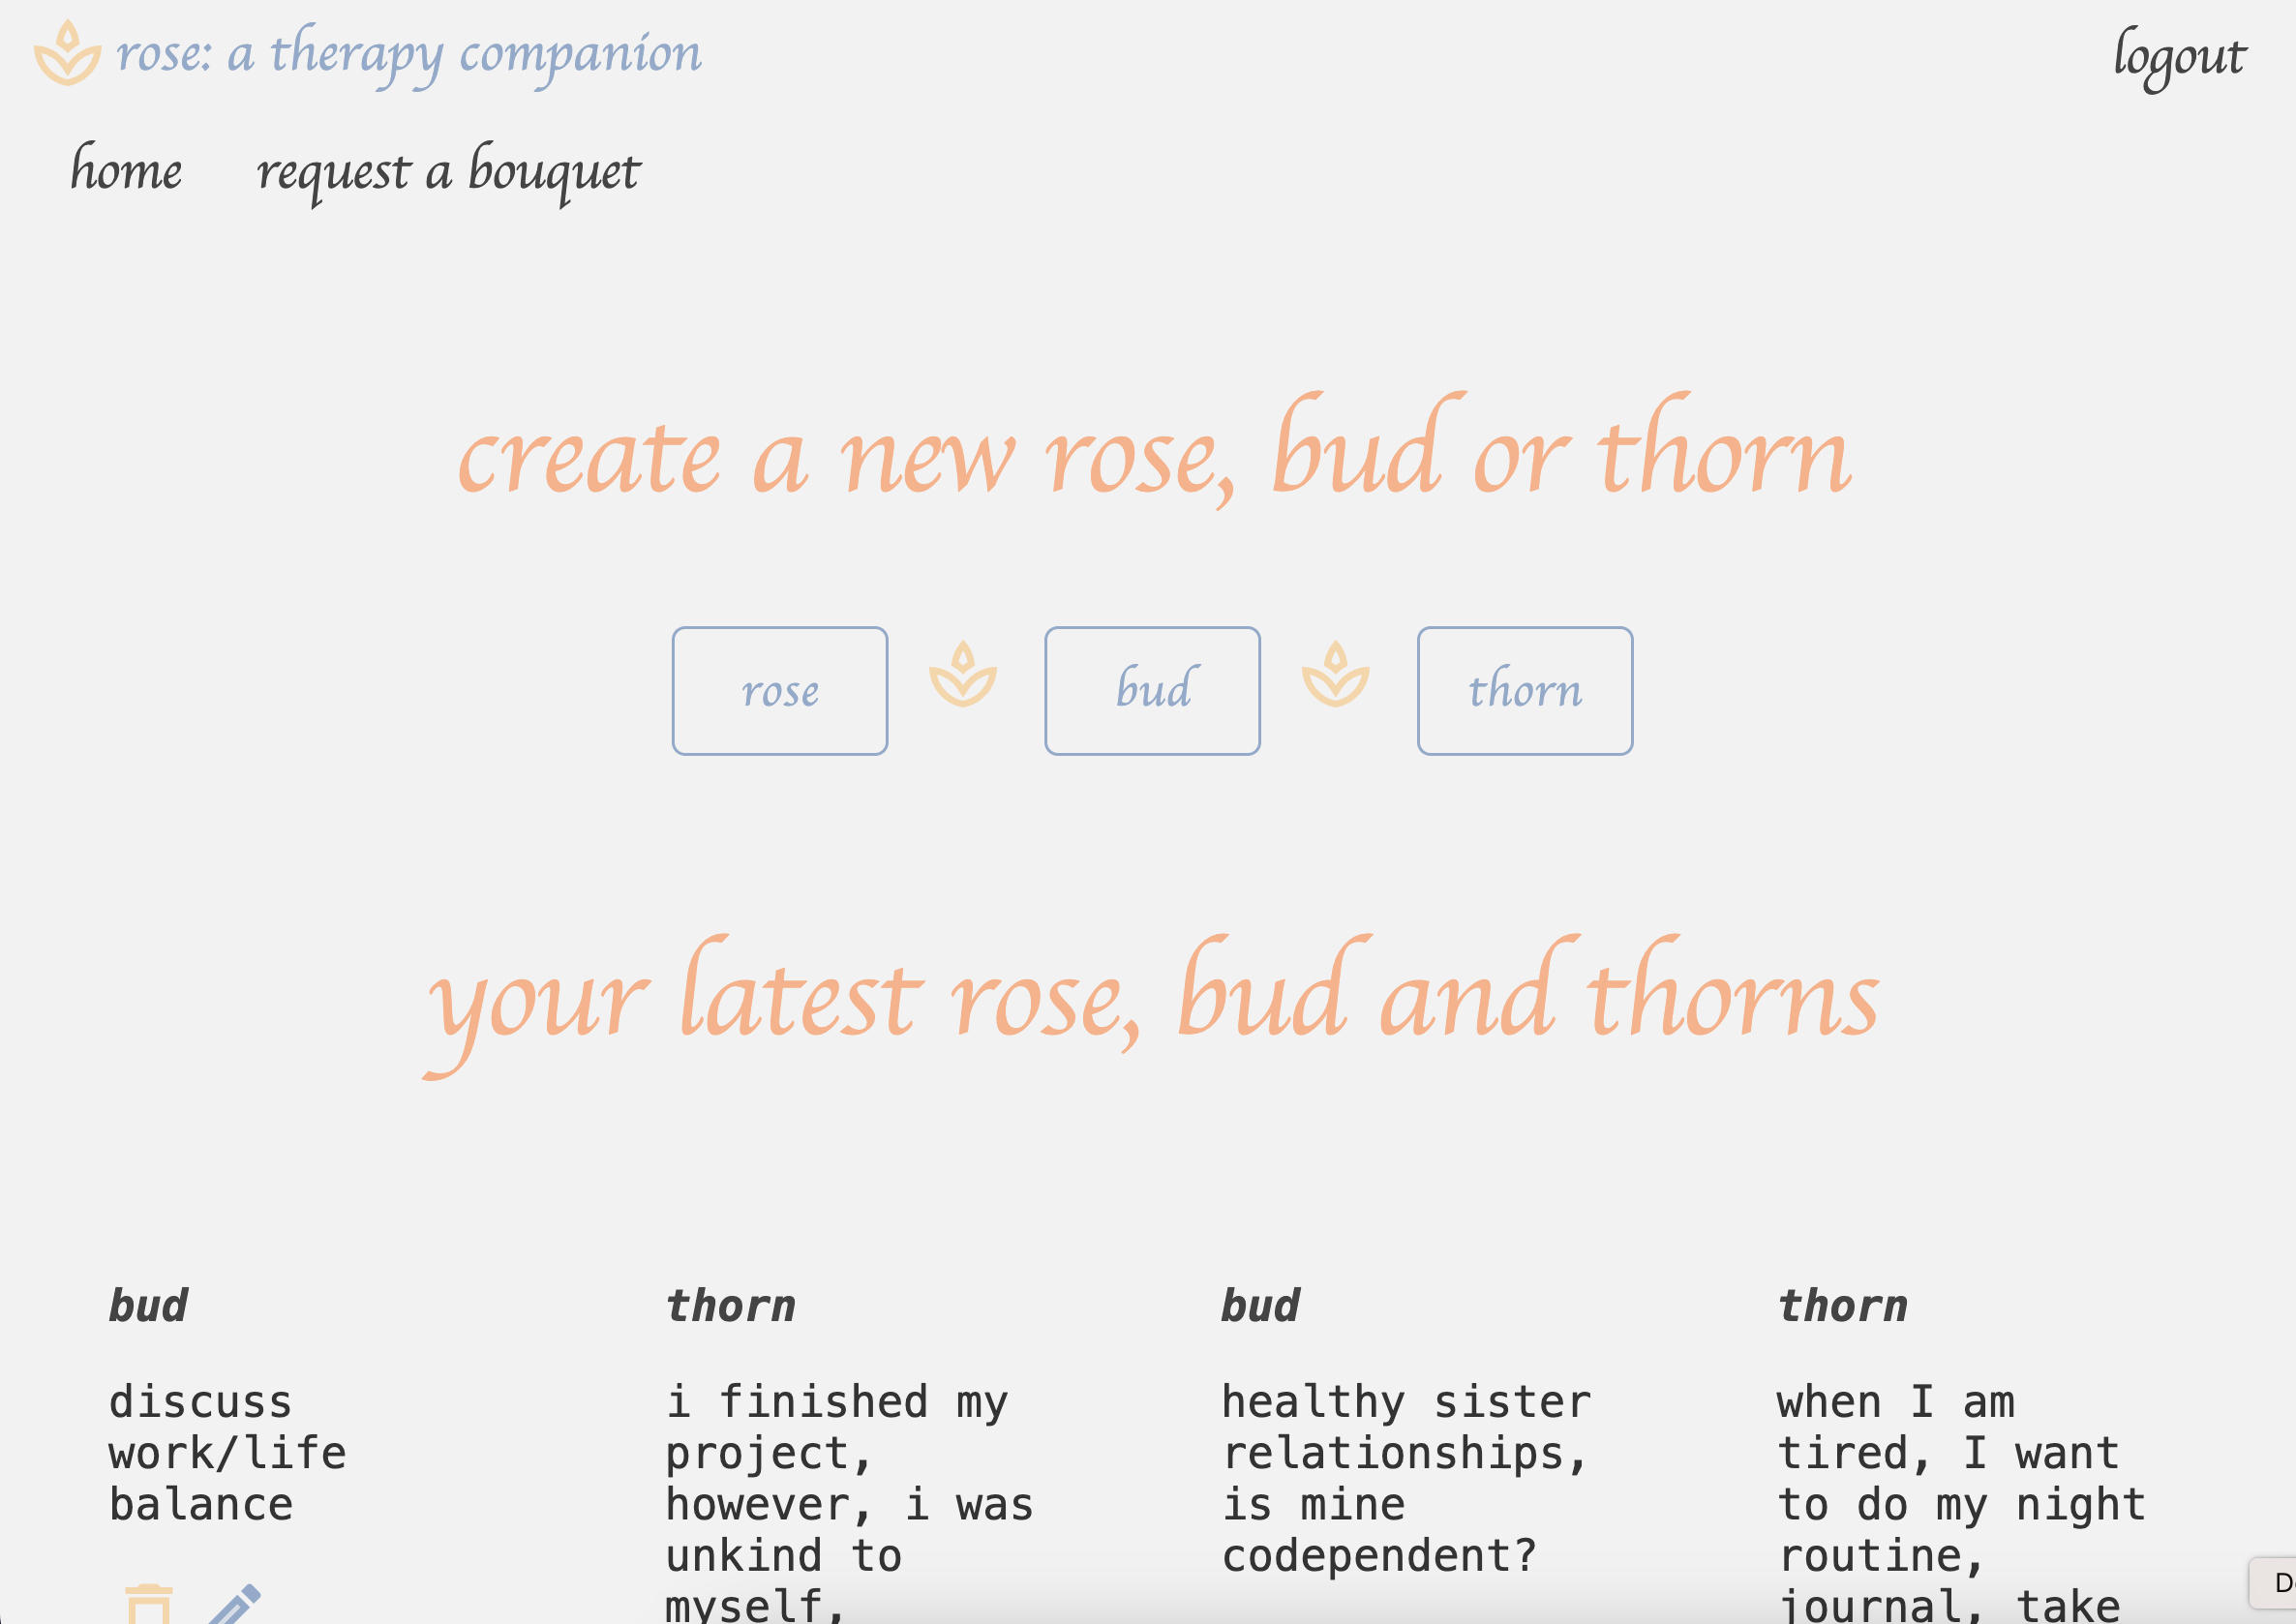 rose: a therapy companion
logout
home
request a bouquet
create a new rose, bud or thorn
rose
bud
thorn
your latest rose, bud and thorns
bud
discuss
work/life
balance
thorn
i finished my
project,
however, i was
unkind to
myself,
bud
healthy sister
relationships,
is mine
codependent?
thorn
when I am
tired, I want
to do my night
routine,
journal, take